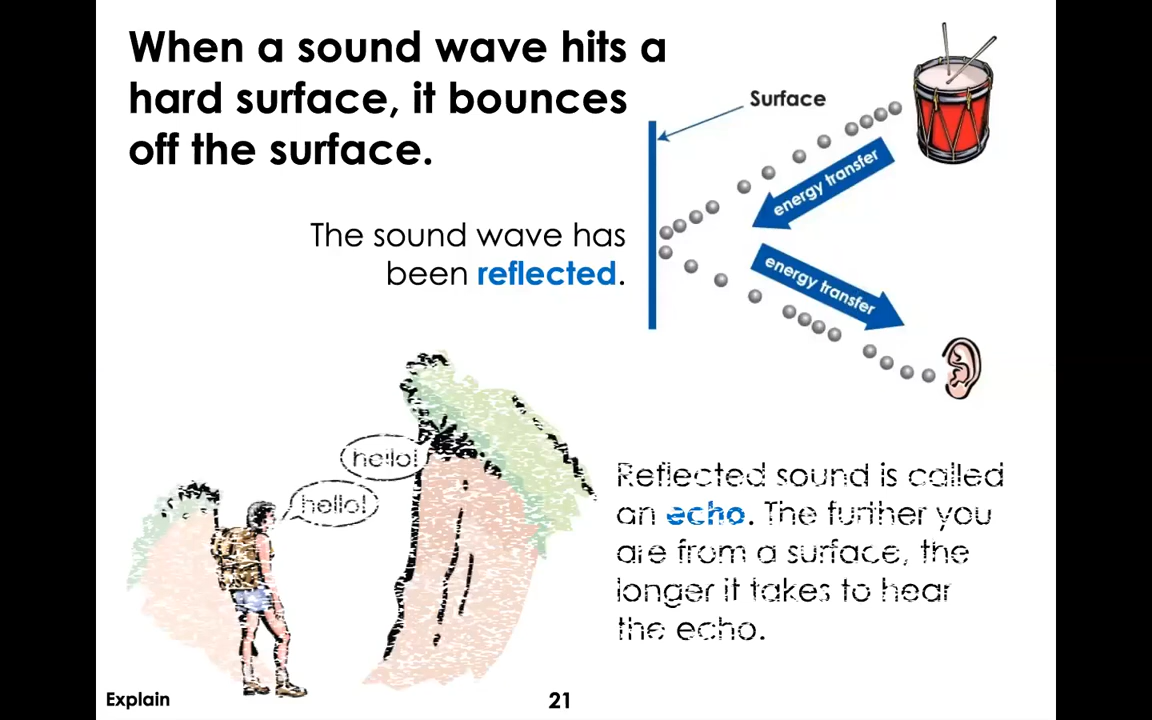 When a sound wave hits a
hard surface, it bounces
off the surface.
Surface
energy transfer
The sound wave has
been reflected.
energy transfer
hello!
hello!
Reflected sound is called
an echo. The further you
are from a surface, the
longer it takes to hear
the echo.
Explain
21